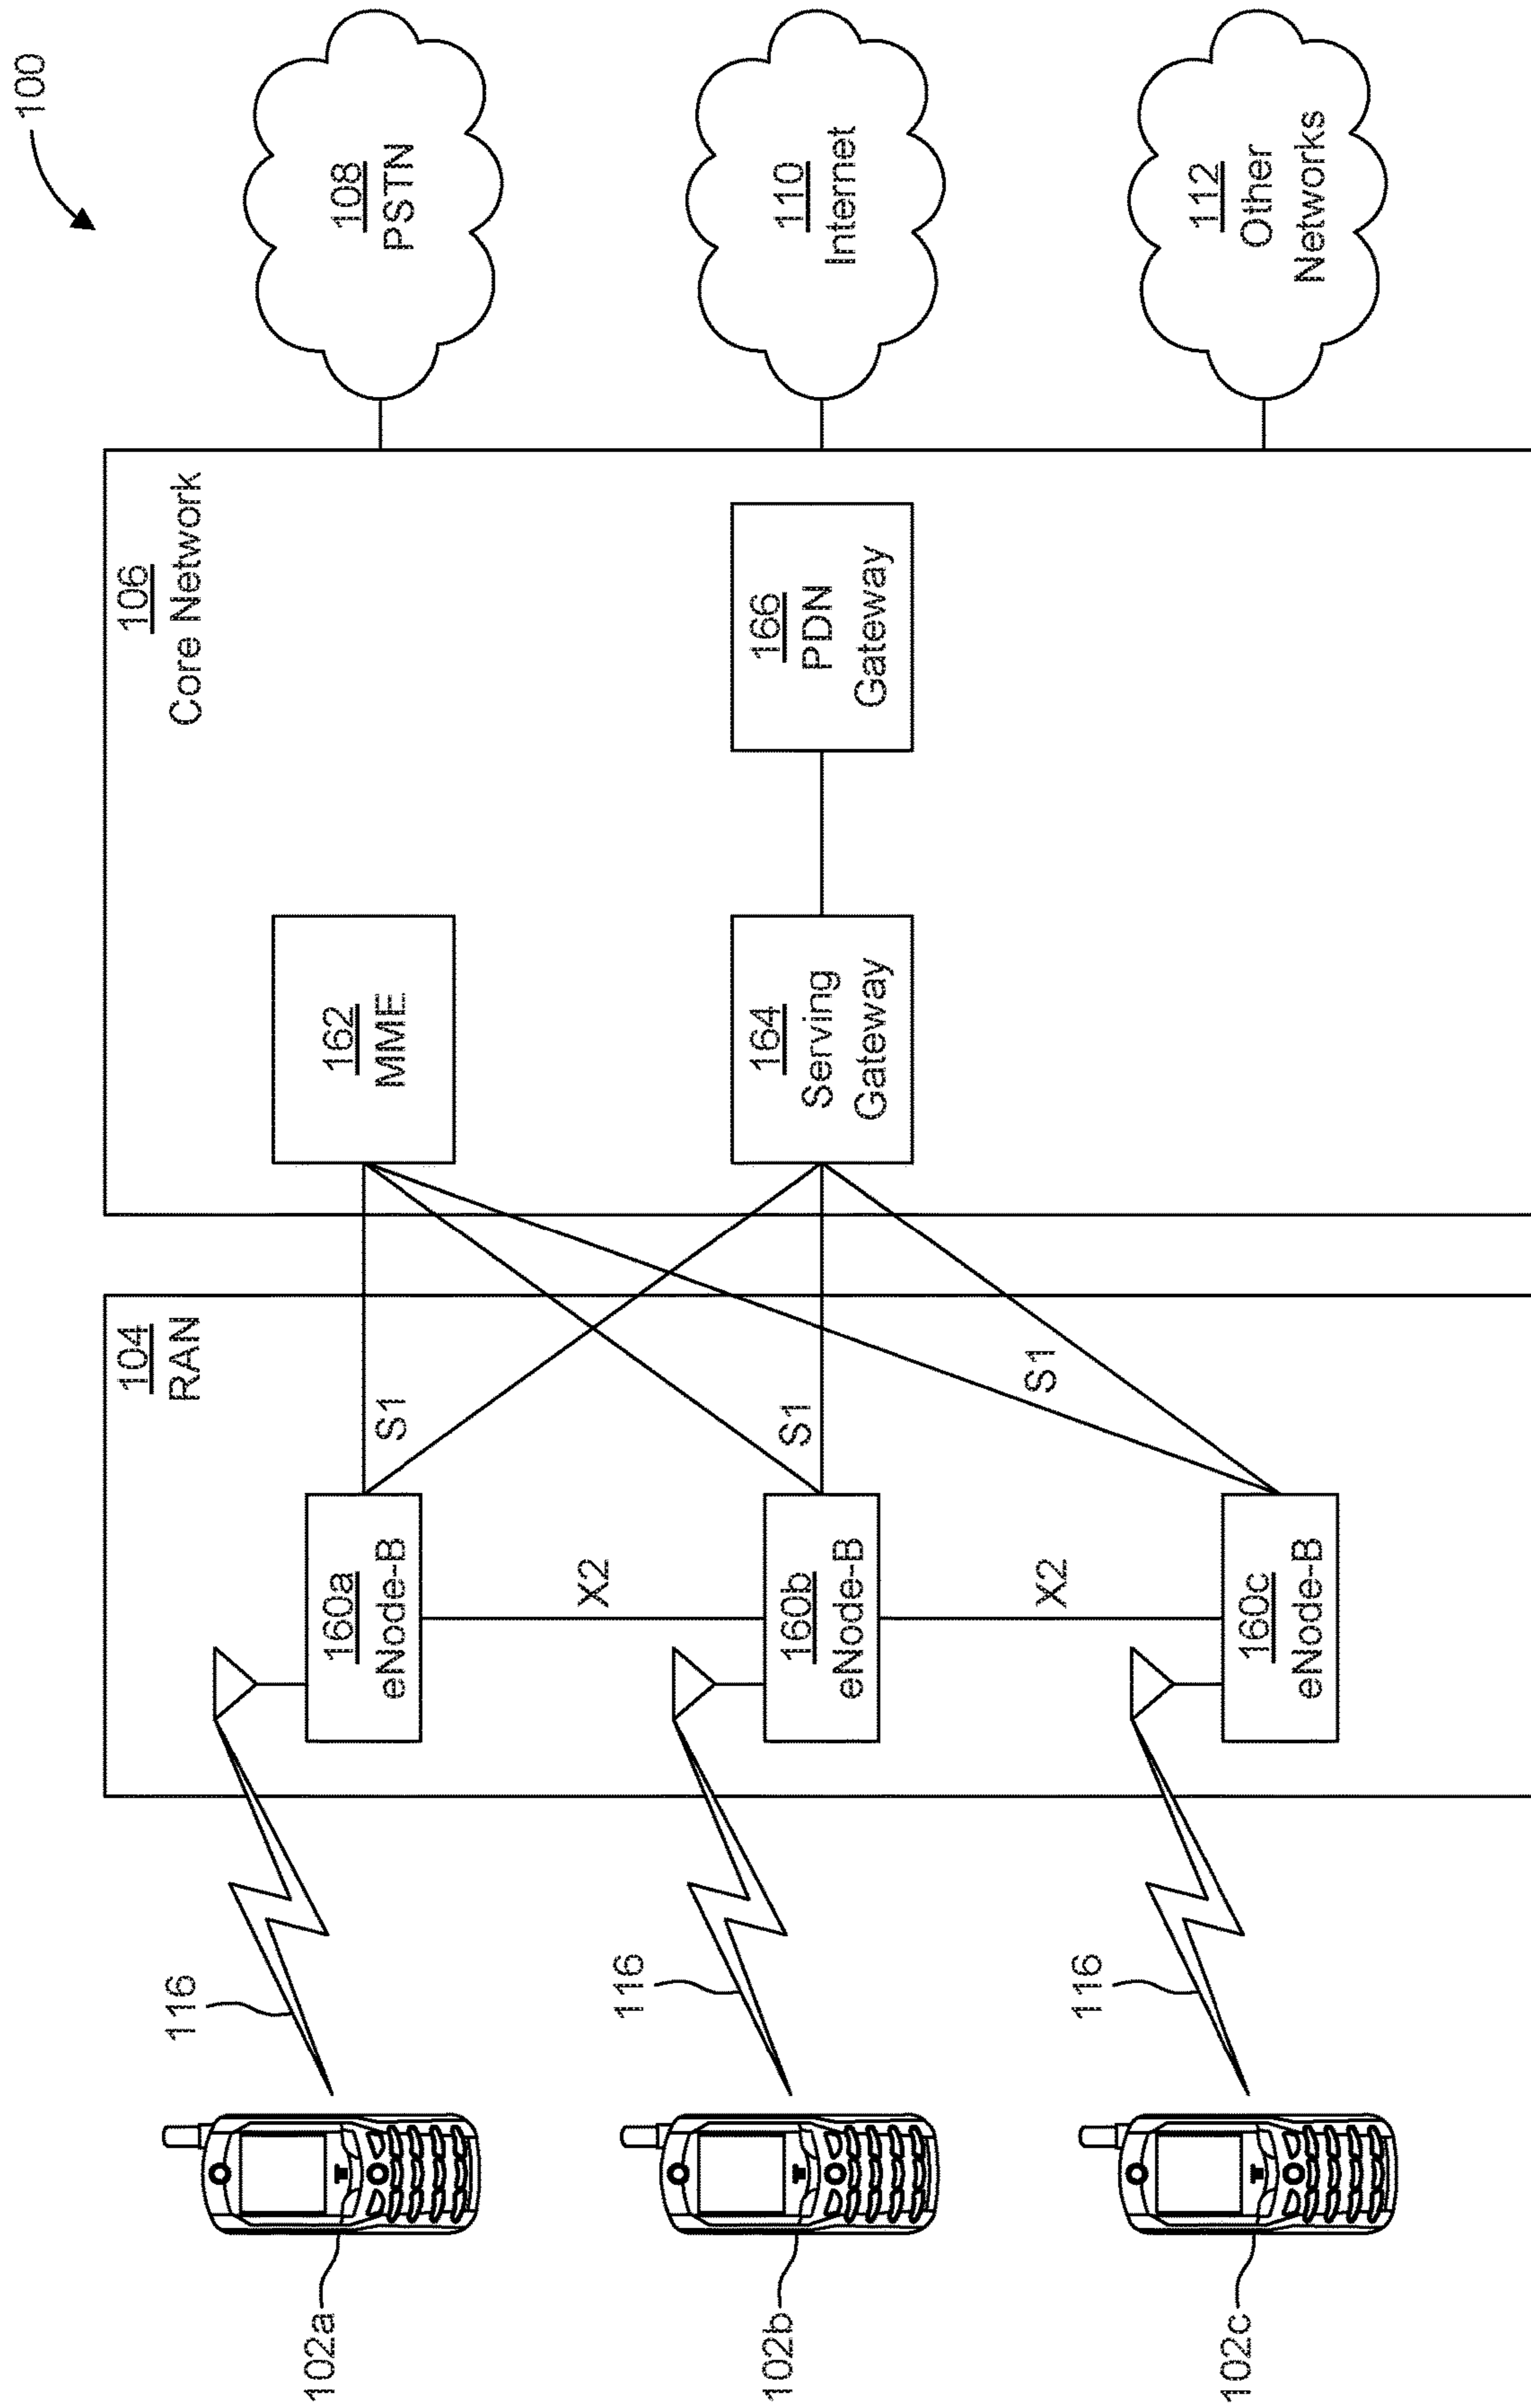 100
102a
116
104
RAN
160a
eNode-B
S1
X2
106
Core Network
162
MME
108
PSTN
102b
116
160b
eNode-B
S1
X2
164
Serving
Gateway
166
PDN
Gateway
110
Internet
102c
116
160c
eNode-B
S1
112
Other
Networks